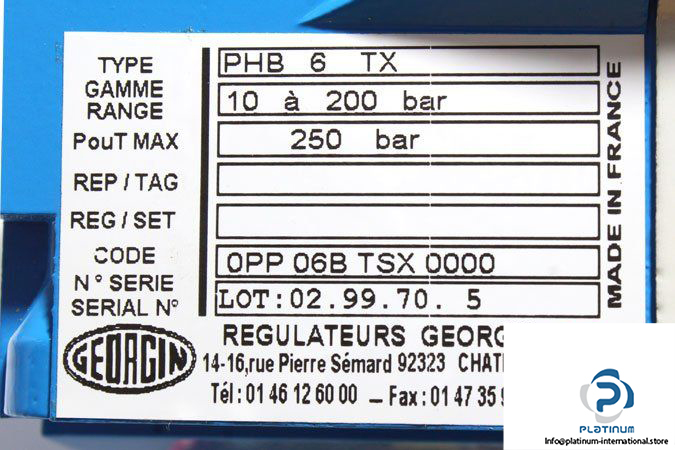 TYPE PHB 6 TX
GAMME RANGE 10 à 200 bar
PouT MAX 250 bar
REP / TAG
REG / SET
CODE 0PP 06B TSX 0000
N° SERIE
SERIAL N° LOT:02.99.70. 5
MADE IN FRANCE
GEORGIN
REGULATEURS
14-16,rue Pierre Sémard 92323
Tél: 01 46 12 60 00 – Fax: 01 47 35
PLATINUM
Info@platinum-international.store